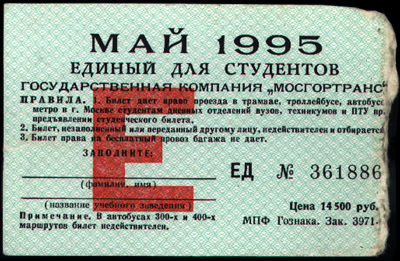 МАЙ 1995
ЕДИНЫЙ ДЛЯ СТУДЕНТОВ
ГОСУДАРСТВЕННАЯ КОМПАНИЯ „МОСГОРТРАНС"
ПРАВИЛА. 1. Билет дает право проезда в трамвае, троллейбусе, автобусе
метро в г. Москве студентам дневных отделений вузов, техникумов и ПТУ пр
предъявлении студенческого билета.
2. Билет, незаполненный или переданный другому лицу, недействителен и отбирается
3. Билет права на бесплатный провоз багажа не дает.
ЗАПОЛНИТЕ:
Е
ЕД № 361886
(фамилия, имя)
(название учебного заведения)
Цена 14 500 руб.
Примечание. В автобусах 300-х и 400-х
маршрутов билет недействителен.
МПФ Гознака. Зак. 3971-